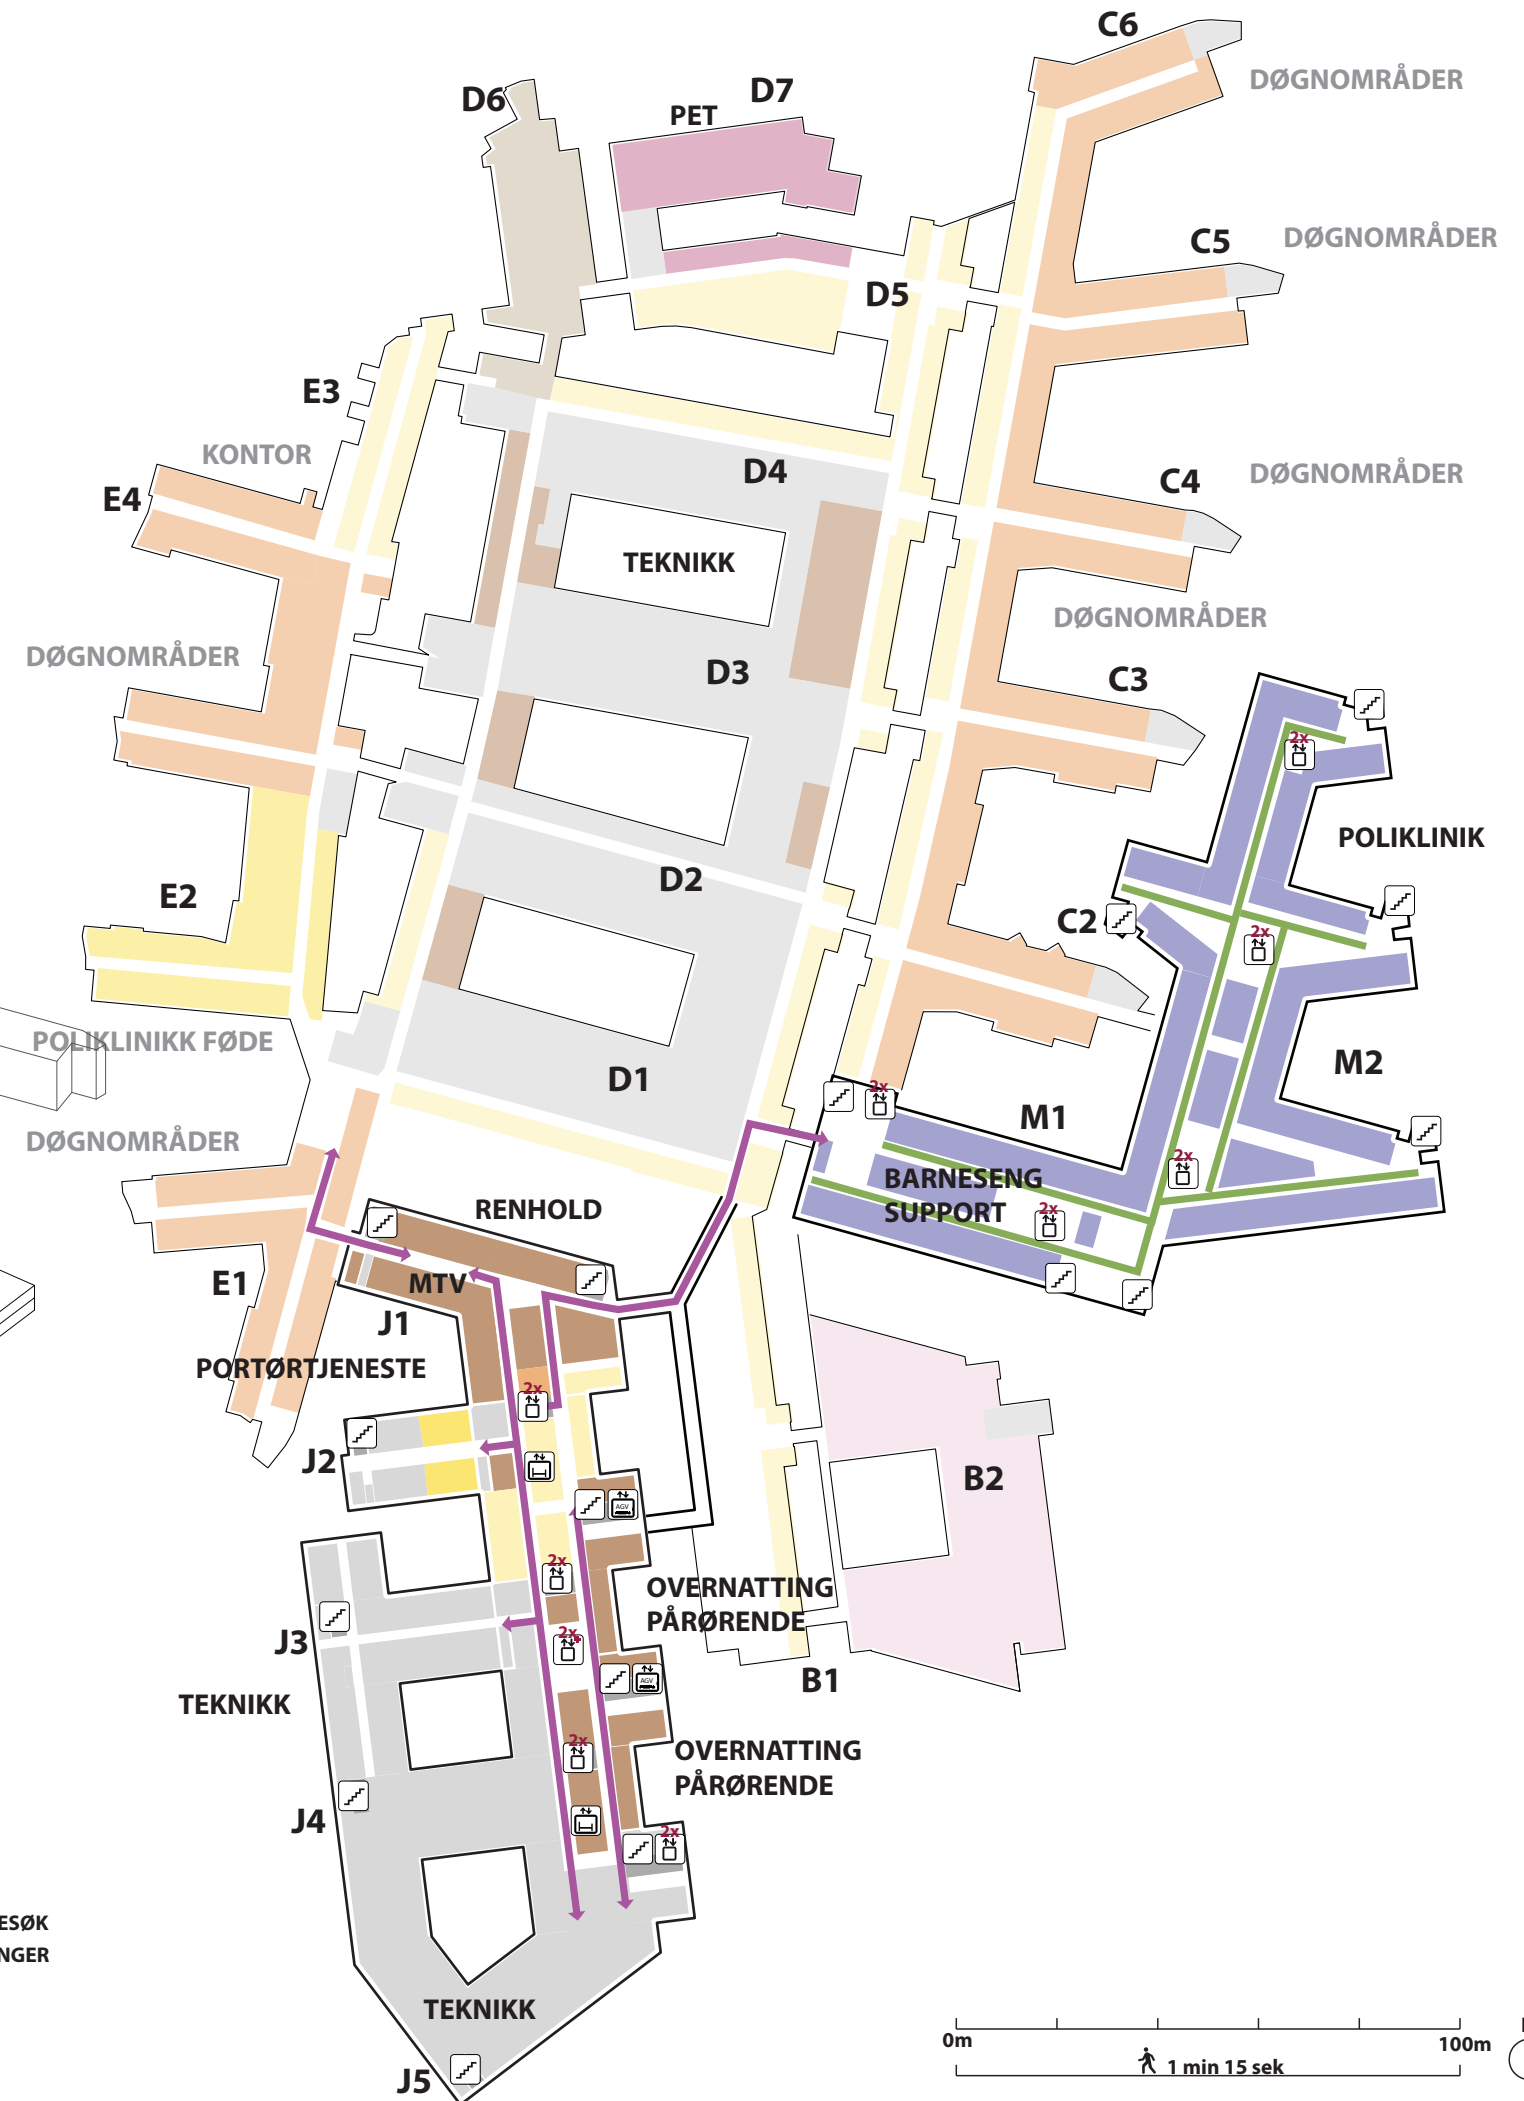 C6
DØGNOMRÅDER
D7
D6
PET
C5
DØGNOMRÅDER
D5
E3
KONTOR
D4
C4
DØGNOMRÅDER
E4
TEKNIKK
DØGNOMRÅDER
DØGNOMRÅDER
D3
C3
2x
POLIKLINIK
D2
E2
C2
2x
POLIKLINIKK FØDE
M2
D1
2x
M1
DØGNOMRÅDER
2x
BARNESENG
SUPPORT
2x
RENHOLD
E1
MTV
J1
PORTØRTJENESTE
2x
J2
B2
AGV
2x
OVERNATTING
PÅRØRENDE
2x
J3
AGV
B1
TEKNIKK
2x
OVERNATTING
PÅRØRENDE
J4
2x
ESØK
NGER
TEKNIKK
J5
0m
100m
1 min 15 sek